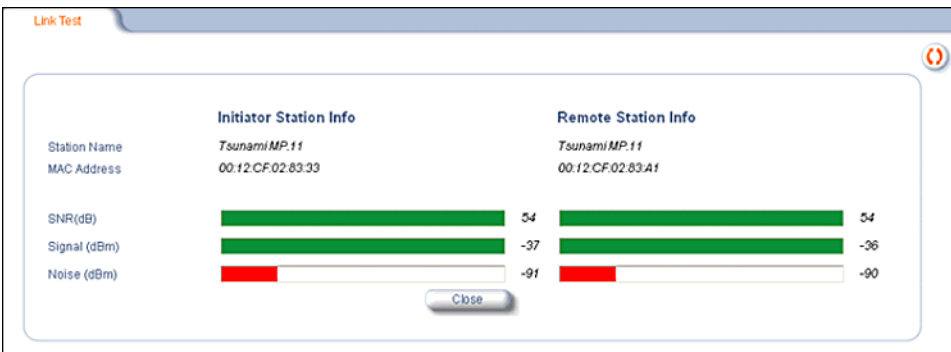 Link Test
Initiator Station Info Remote Station Info
Station Name Tsunami MP.11 Tsunami MP.11
MAC Address 00:12:CF:02:83:33 00:12:CF:02:83:A1
SNR(dB) 54 54
Signal (dBm) -37 -36
Noise (dBm) -91 -90
Close